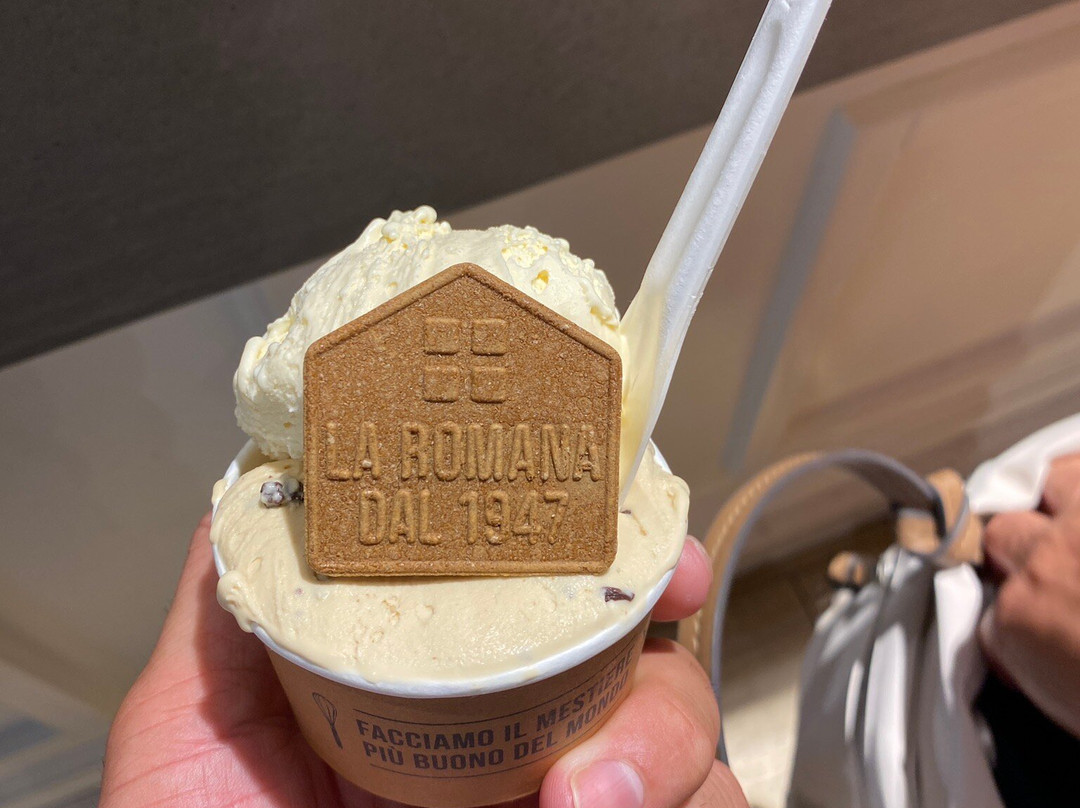 LA ROMANA
DAL 1947
FACCIAMO IL MESTIERE
PIÙ BUONO DEL MONDO